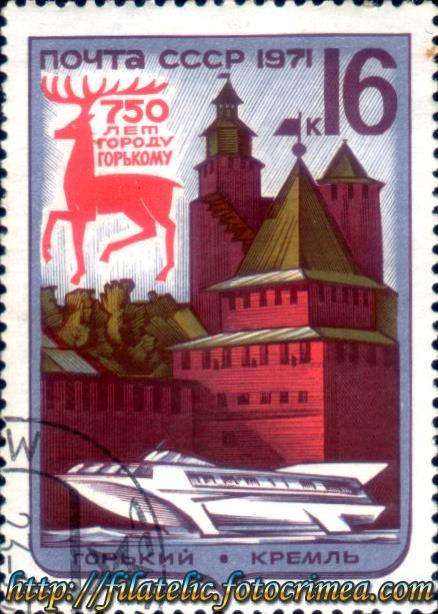 ПОЧТА СССР 1971
16 К
750
ЛЕТ
ГОРОДУ
ГОРЬКОМУ
ГОРЬКИЙ • КРЕМЛЬ
http://filatelic.fotocrimea.com